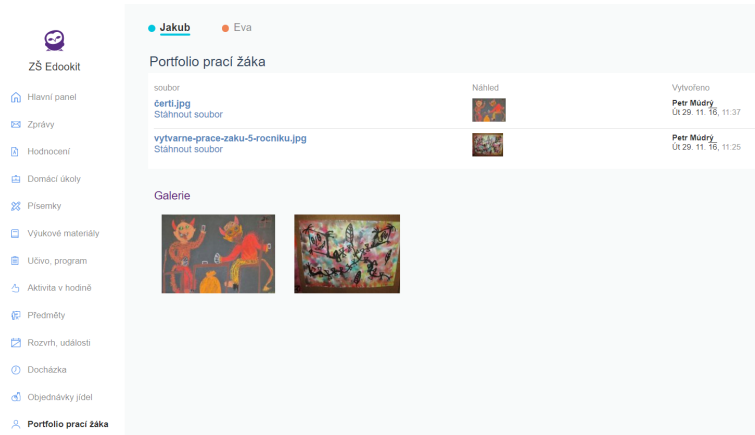 ZŠ Edookit
Hlavní panel
Zprávy
Hodnocení
Domácí úkoly
Písemky
Výukové materiály
Učivo, program
Aktivita v hodině
Předměty
Rozvrh, události
Docházka
Objednávky jídel
Portfolio prací žáka
Jakub
Eva
Portfolio prací žáka
soubor Náhled Vytvořeno
čerti.jpg Petr Múdrý
Stáhnout soubor Út 29. 11. 16, 11:37
vytvarne-prace-zaku-5-rocniku.jpg Petr Múdrý
Stáhnout soubor Út 29. 11. 16, 11:25
Galerie